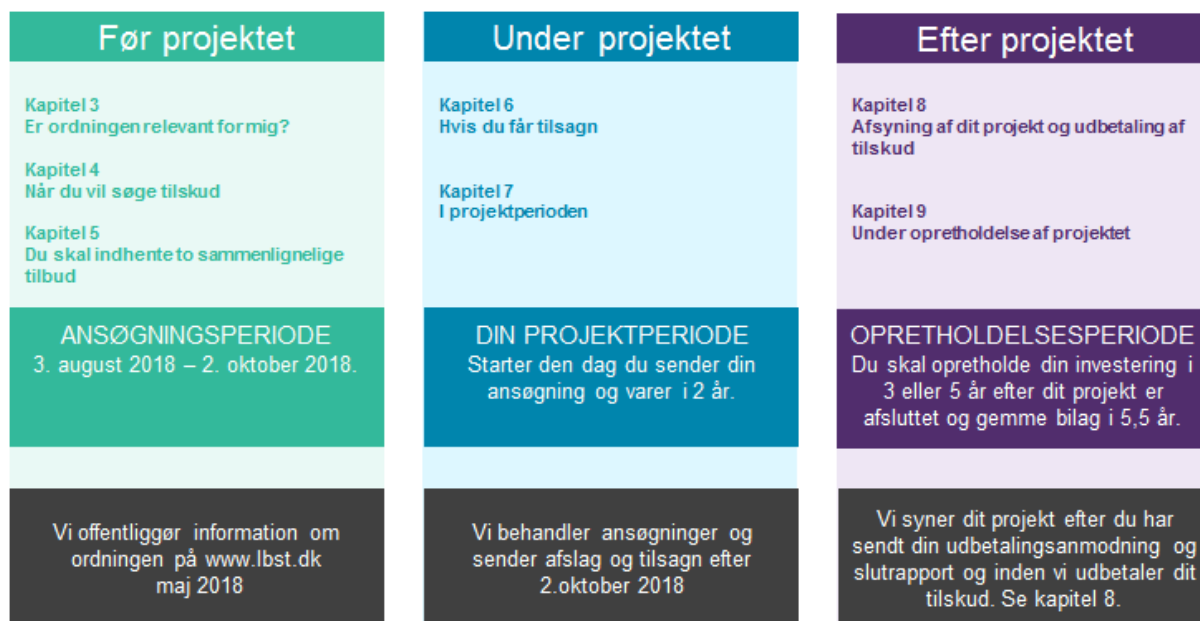 Før projektet
Kapitel 3
Er ordningen relevant for mig?
Kapitel 4
Når du vil søge tilskud
Kapitel 5
Du skal indhente to sammenlignelige
tilbud
ANSØGNINGSPERIODE
3. august 2018 – 2. oktober 2018.
Vi offentliggør information om
ordningen på www.lbst.dk
maj 2018
Under projektet
Kapitel 6
Hvis du får tilsagn
Kapitel 7
I projektperioden
DIN PROJEKTPERIODE
Starter den dag du sender din
ansøgning og varer i 2 år.
Vi behandler ansøgninger og
sender afslag og tilsagn efter
2.oktober 2018
Efter projektet
Kapitel 8
Afsyning af dit projekt og udbetaling af
tilskud
Kapitel 9
Under opretholdelse af projektet
OPRETHOLDELSESPERIODE
Du skal opretholde din investering i
3 eller 5 år efter dit projekt er
afsluttet og gemme bilag i 5,5 år.
Vi syner dit projekt efter du har
sendt din udbetalingsanmodning og
slutrapport og inden vi udbetaler dit
tilskud. Se kapitel 8.